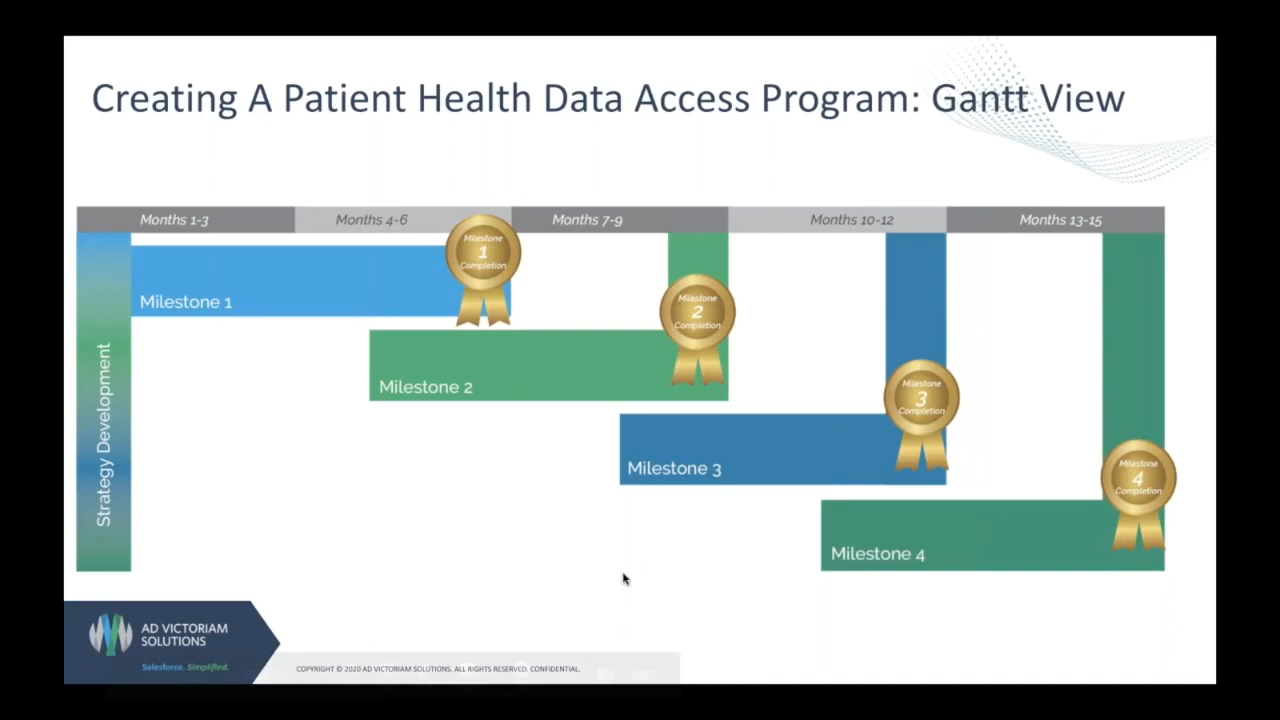 Creating A Patient Health Data Access Program: Gantt View
Months 1-3
Months 4-6
Months 7-9
Months 10-12
Months 13-15
Strategy Development
Milestone 1
Milestone
1
Completion
Milestone 2
Milestone
2
Completion
Milestone 3
Milestone
3
Completion
Milestone 4
Milestone
4
Completion
AD VICTORIAM
SOLUTIONS
Salesforce. Simplified.
COPYRIGHT © 2020 AD VICTORIAM SOLUTIONS. ALL RIGHTS RESERVED. CONFIDENTIAL.